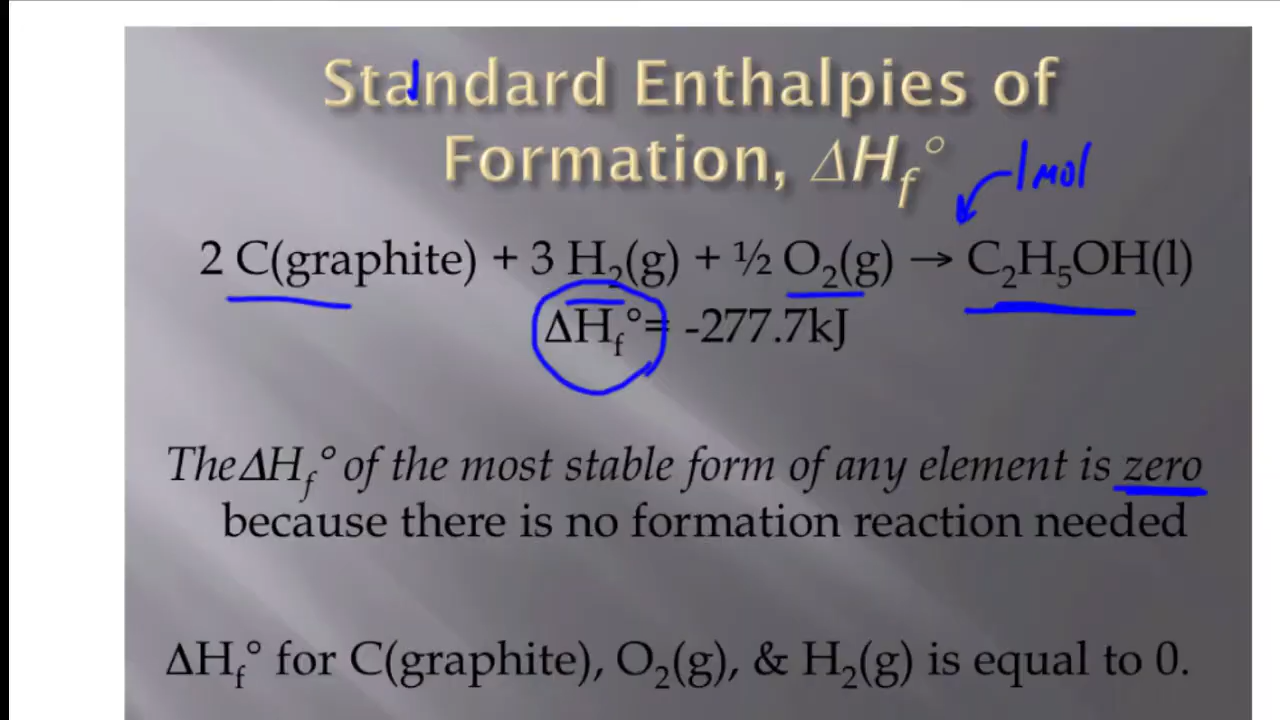 Standard Enthalpies of
Formation, ΔHf°
1 mol
2 C(graphite) + 3 H₂(g) + ½ O₂(g) → C₂H₅OH(l)
ΔHf°= -277.7kJ
The ΔHf° of the most stable form of any element is zero
because there is no formation reaction needed
ΔHf° for C(graphite), O₂(g), & H₂(g) is equal to 0.